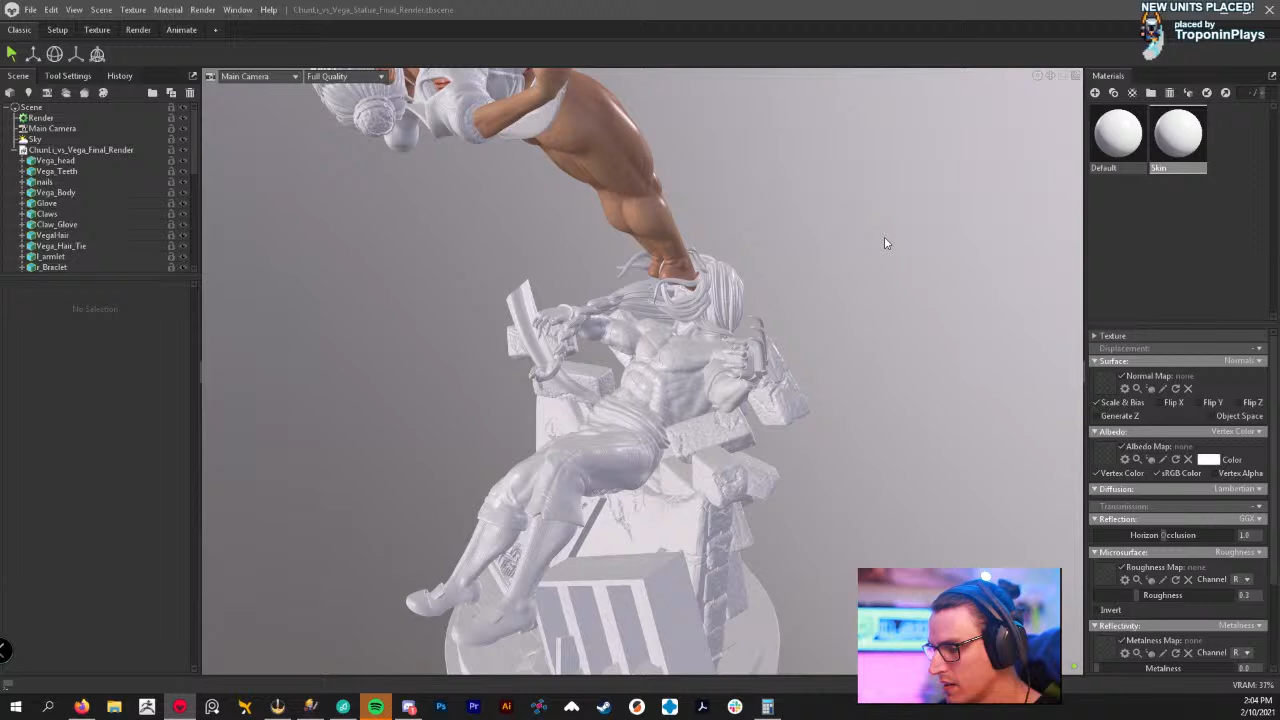 File Edit View Scene Texture Material Render Window Help
ChunLi_vs_Vega_Statue_Final_Render.tbscene
NEW UNITS PLACED!
placed by
TroponinPlays
Classic Setup Texture Render Animate +
Scene Tool Settings History
Main Camera Full Quality
Materials
Scene
Render
Main Camera
Sky
ChunLi_vs_Vega_Final_Render
Vega_head
Vega_Teeth
nails
Vega_Body
Glove
Claws
Claw_Glove
VegaHair
Vega_Hair_Tie
l_armlet
r_Braclet
No Selection
Default Skin
Texture
Displacement:
Surface: Normals
Normal Map: none
Scale & Bias Flip X Flip Y Flip Z
Generate Z Object Space
Albedo: Vertex Color
Albedo Map: none
Color
Vertex Color sRGB Color Vertex Alpha
Diffusion: Lambertian
Transmission:
Reflection: GGX
Horizon Occlusion 1.0
Microsurface: Roughness
Roughness Map: none
Channel R
Roughness 0.3
Invert
Reflectivity: Metalness
Metalness Map: none
Channel R
Metalness 0.0
VRAM: 37%
Ps Pr Ai
2:04 PM
2/10/2021